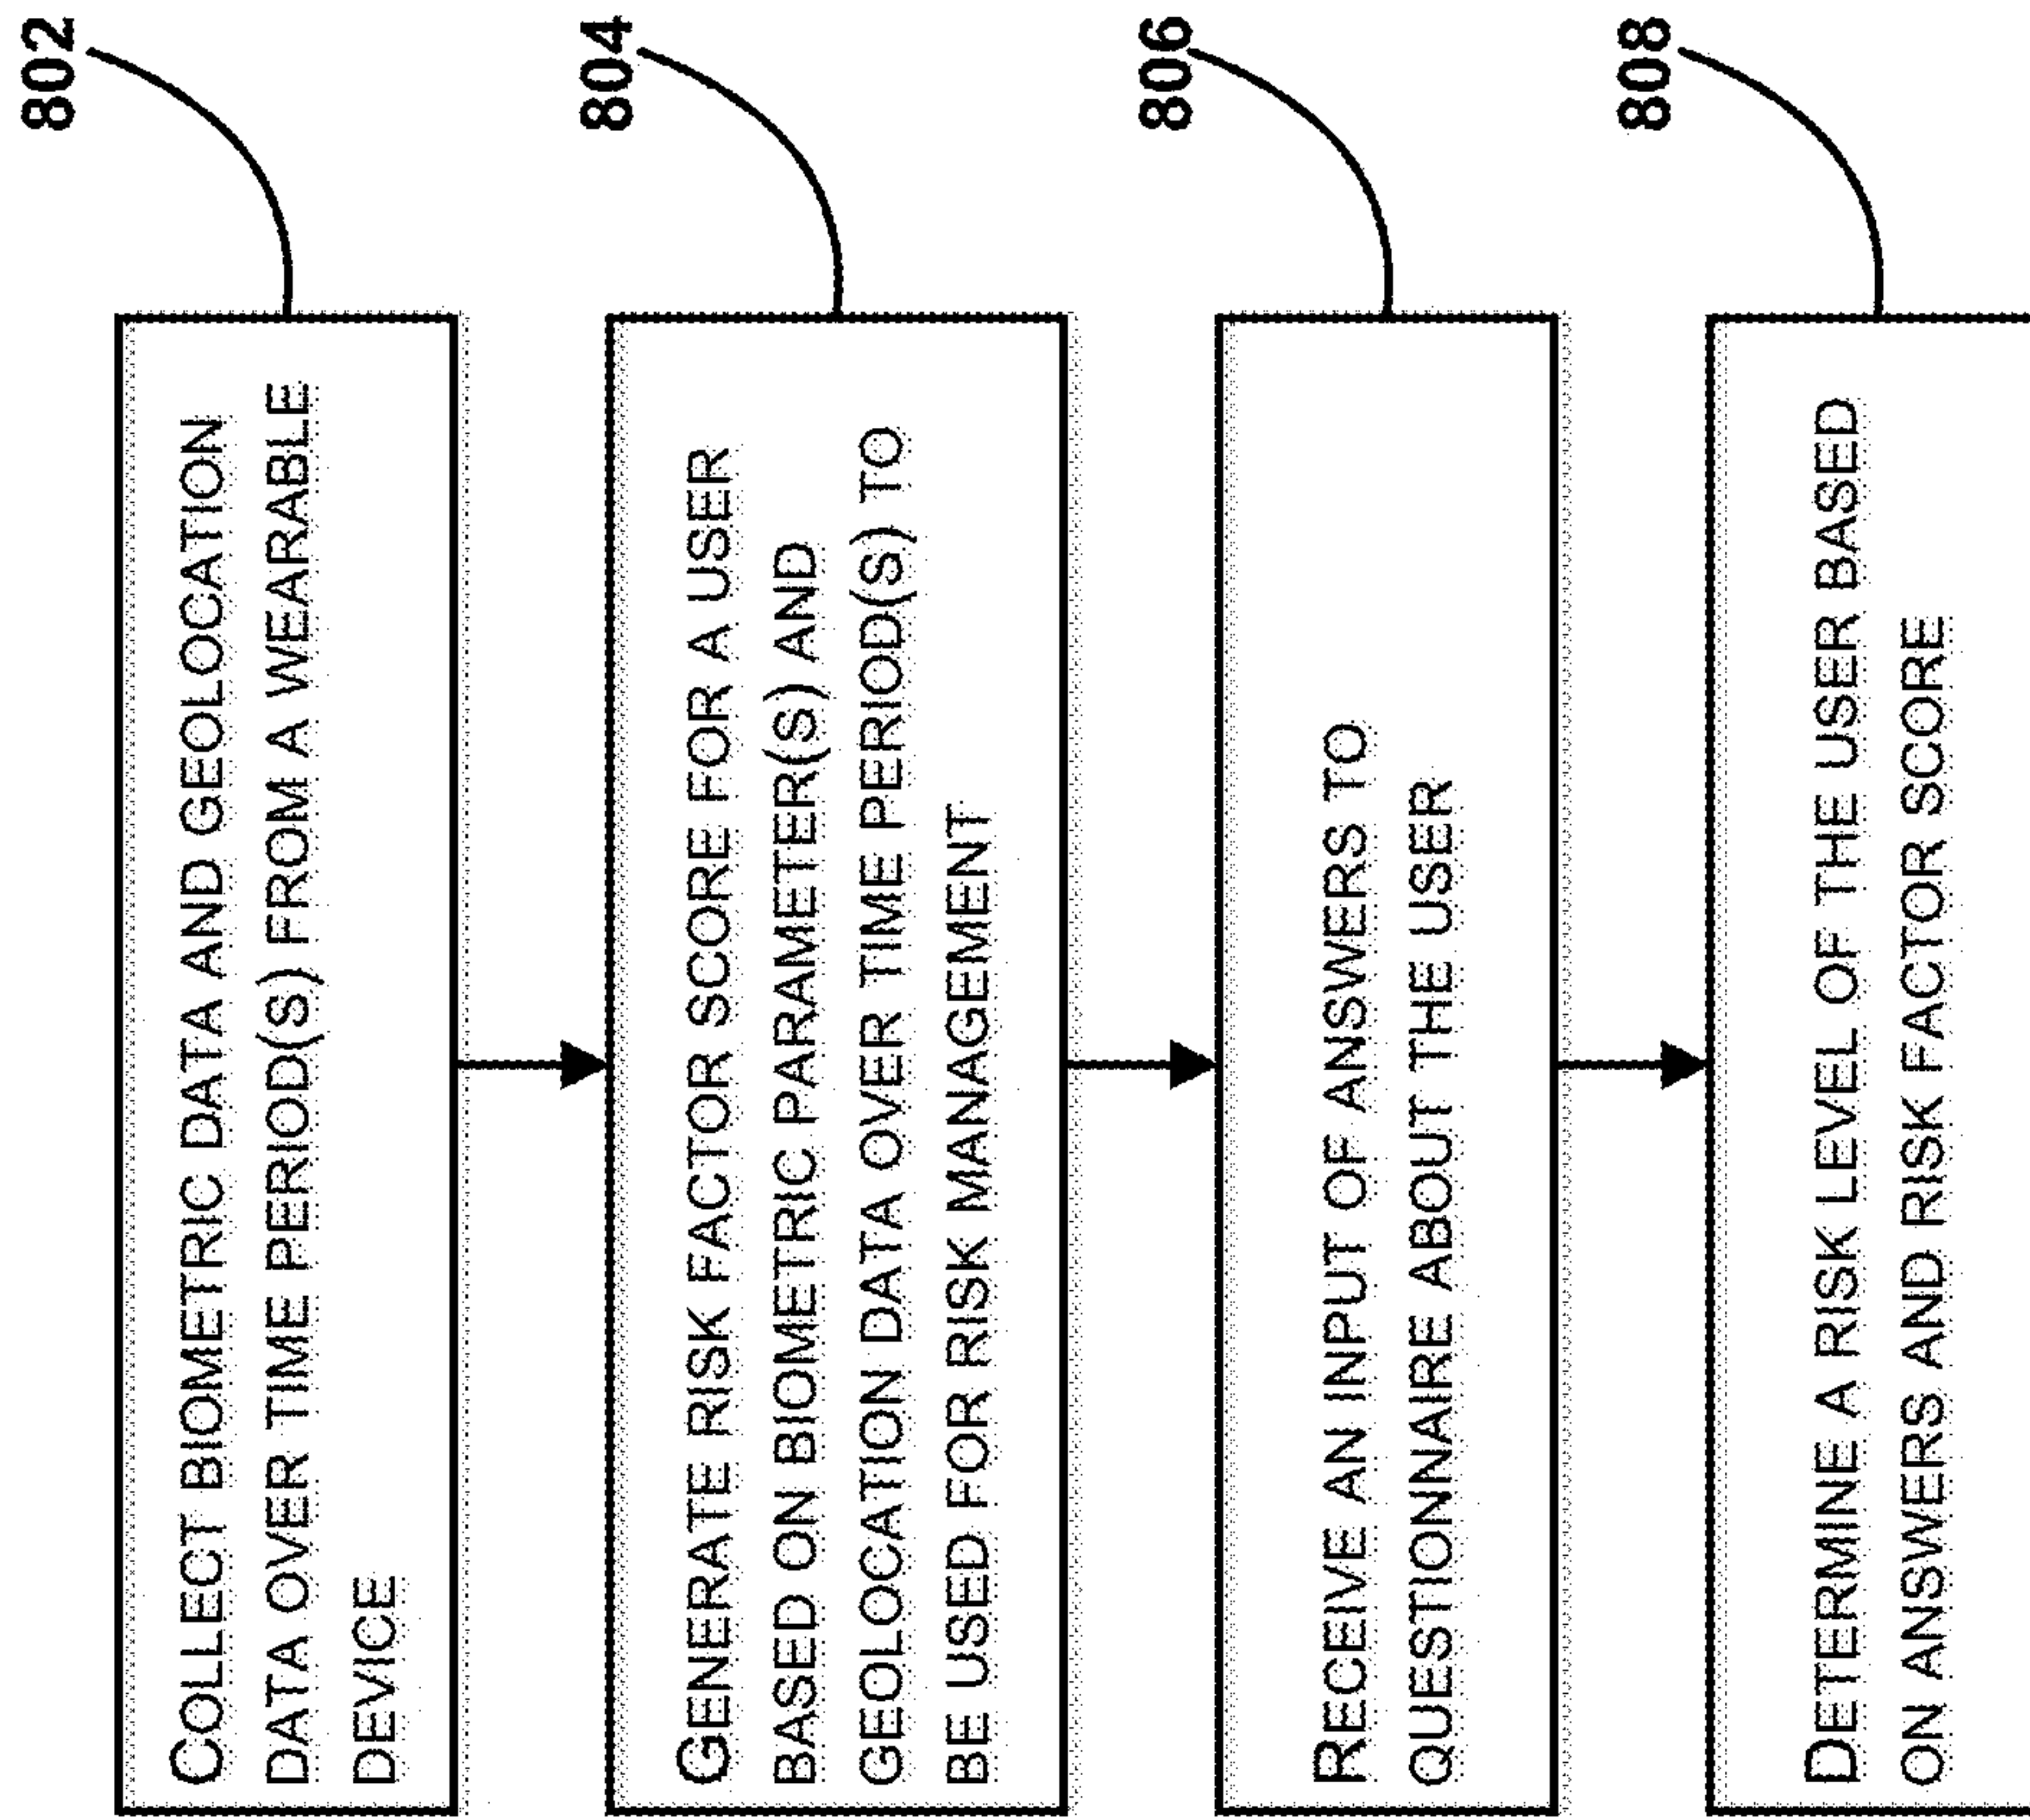 802
COLLECT BIOMETRIC DATA AND GEOLOCATION
DATA OVER TIME PERIOD(S) FROM A WEARABLE
DEVICE
804
GENERATE RISK FACTOR SCORE FOR A USER
BASED ON BIOMETRIC PARAMETER(S) AND
GEOLOCATION DATA OVER TIME PERIOD(S) TO
BE USED FOR RISK MANAGEMENT
806
RECEIVE AN INPUT OF ANSWERS TO
QUESTIONNAIRE ABOUT THE USER
808
DETERMINE A RISK LEVEL OF THE USER BASED
ON ANSWERS AND RISK FACTOR SCORE